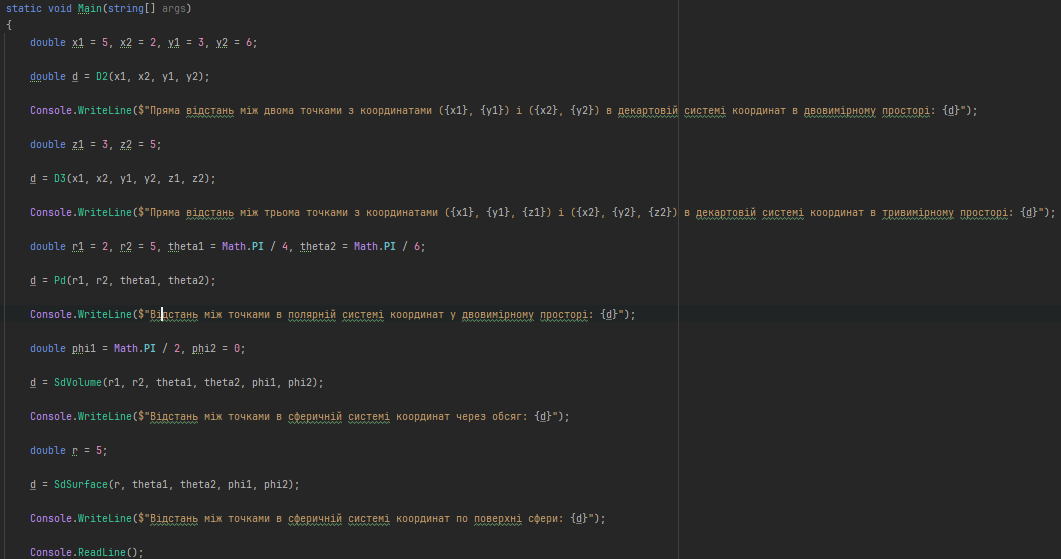 static void Main(string[] args)
{
double x1 = 5, x2 = 2, y1 = 3, y2 = 6;
double d = D2(x1, x2, y1, y2);
Console.WriteLine($"Пряма відстань між двома точками з координатами ({x1}, {y1}) і ({x2}, {y2}) в декартовій системі координат в двовимірному просторі: {d}");
double z1 = 3, z2 = 5;
d = D3(x1, x2, y1, y2, z1, z2);
Console.WriteLine($"Пряма відстань між трьома точками з координатами ({x1}, {y1}, {z1}) і ({x2}, {y2}, {z2}) в декартовій системі координат в тривимірному просторі: {d}");
double r1 = 2, r2 = 5, theta1 = Math.PI / 4, theta2 = Math.PI / 6;
d = Pd(r1, r2, theta1, theta2);
Console.WriteLine($"Відстань між точками в полярній системі координат у двовимірному просторі: {d}");
double phi1 = Math.PI / 2, phi2 = 0;
d = SdVolume(r1, r2, theta1, theta2, phi1, phi2);
Console.WriteLine($"Відстань між точками в сферичній системі координат через обсяг: {d}");
double r = 5;
d = SdSurface(r, theta1, theta2, phi1, phi2);
Console.WriteLine($"Відстань між точками в сферичній системі координат по поверхні сфери: {d}");
Console.ReadLine();